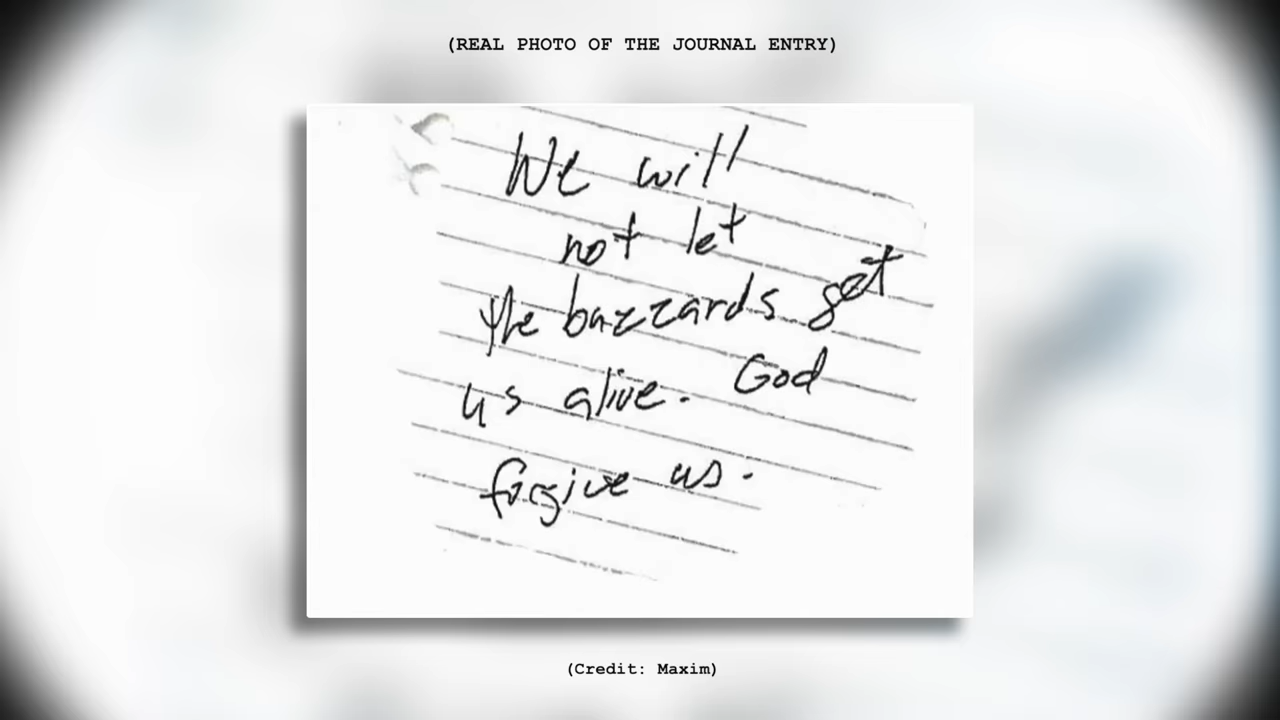 (REAL PHOTO OF THE JOURNAL ENTRY)
We will
not let
the buzzards get
us alive. God
forgive us.
(Credit: Maxim)